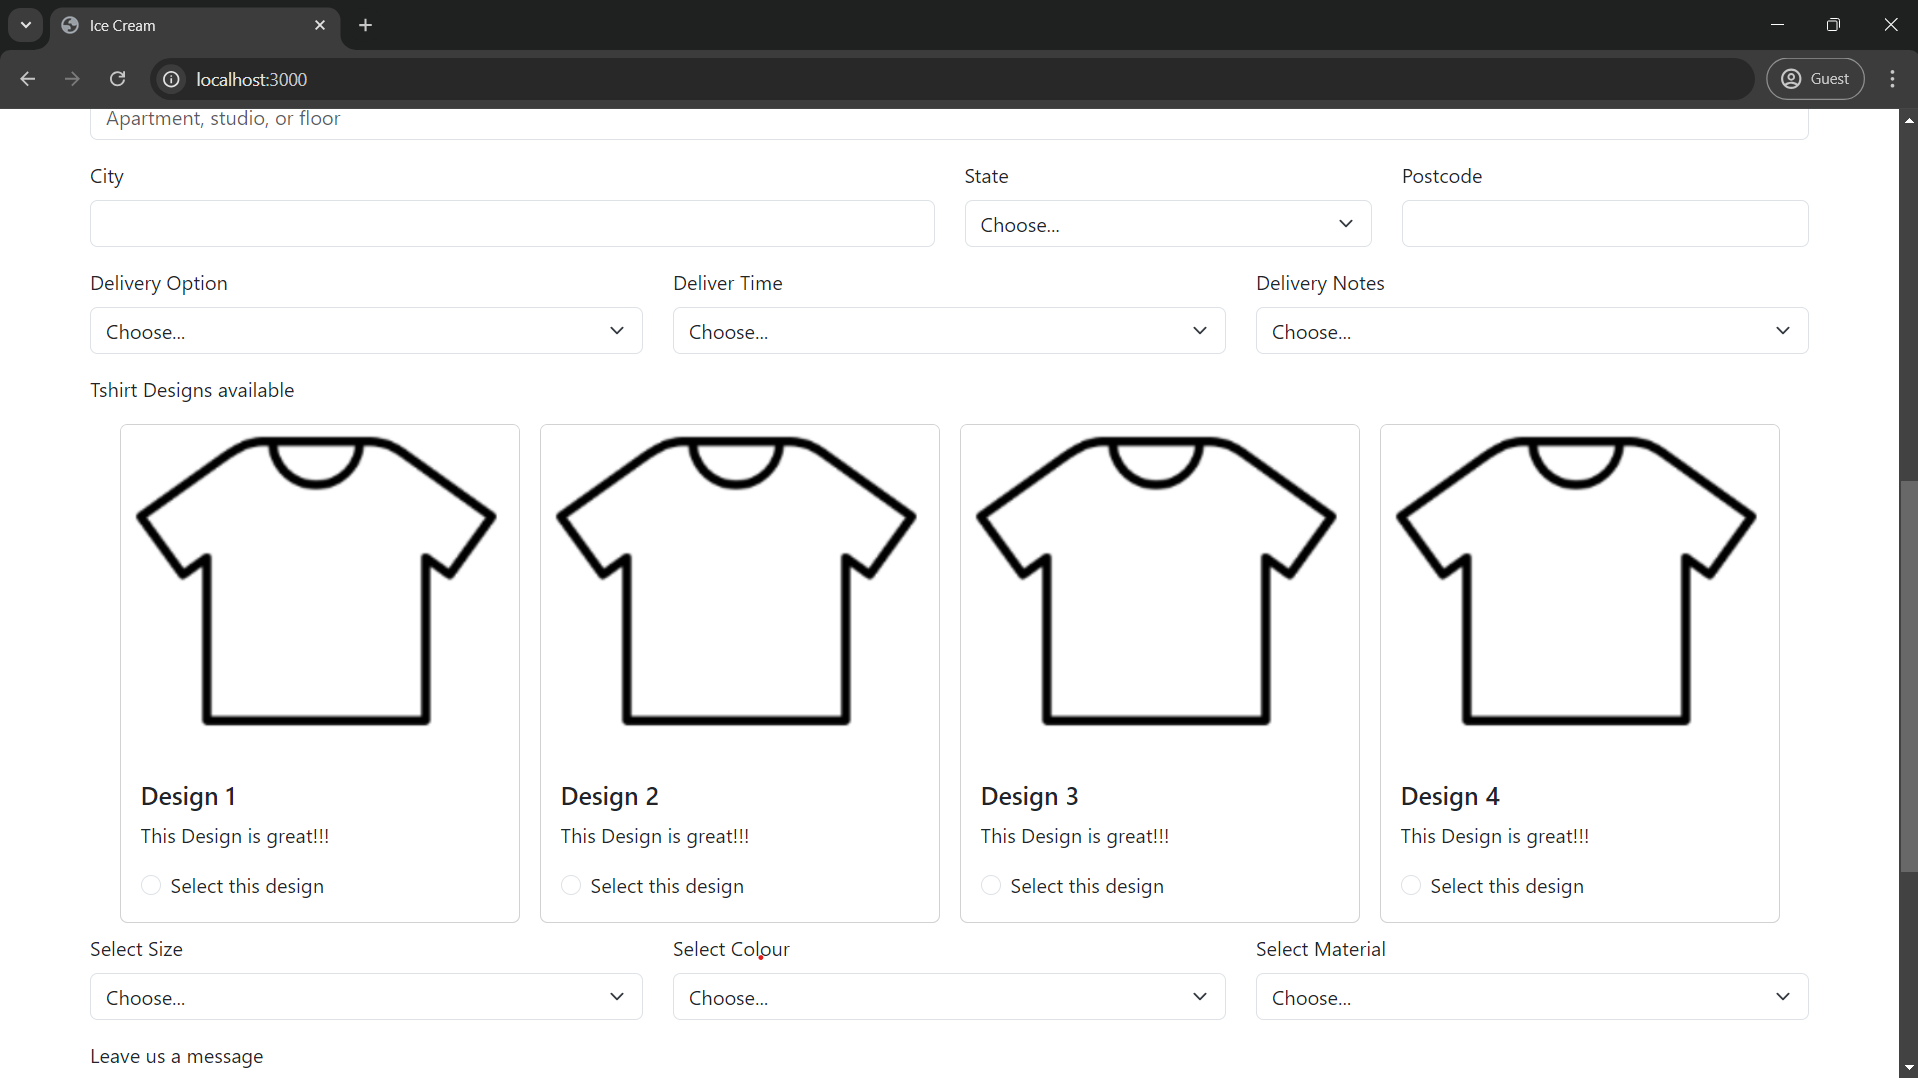 Ice Cream
localhost:3000
Guest
Apartment, studio, or floor
City State Postcode
Choose...
Delivery Option Deliver Time Delivery Notes
Choose... Choose... Choose...
Tshirt Designs available
Design 1 Design 2 Design 3 Design 4
This Design is great!!! This Design is great!!! This Design is great!!! This Design is great!!!
Select this design Select this design Select this design Select this design
Select Size Select Colour Select Material
Choose... Choose... Choose...
Leave us a message